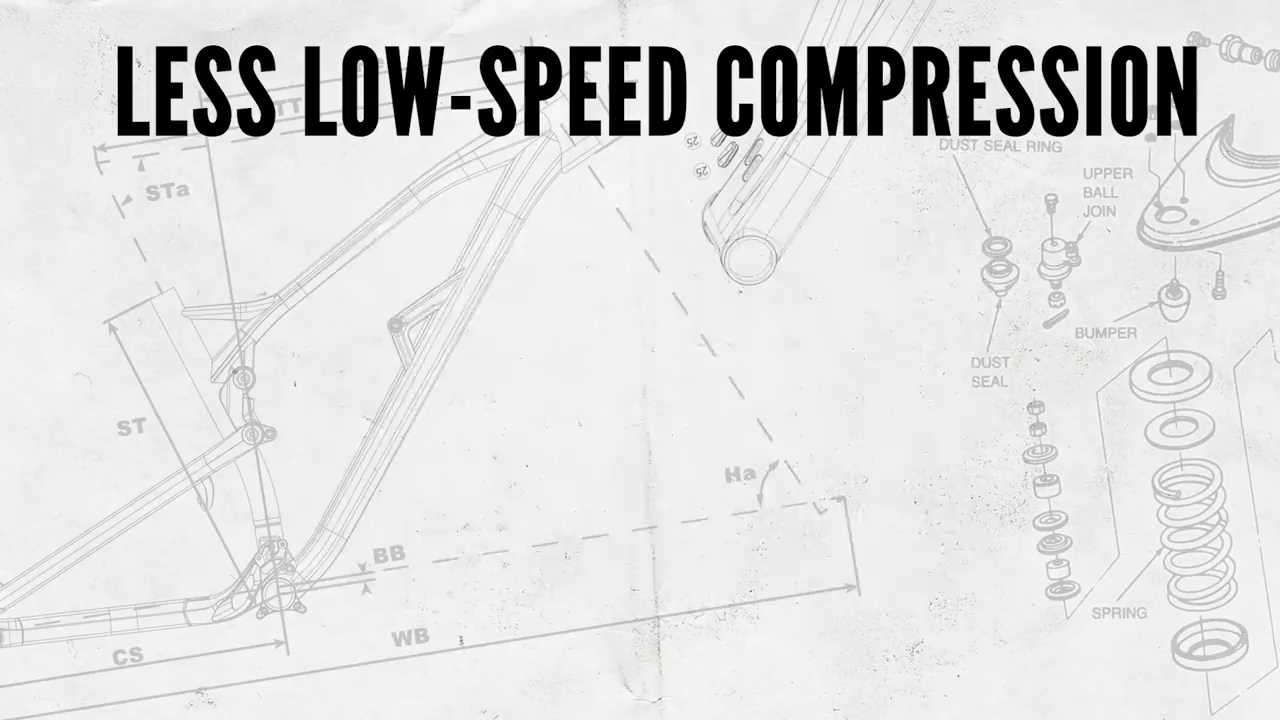 LESS LOW-SPEED COMPRESSION
TT
25
25
DUST SEAL RING
STa
UPPER
BALL
JOIN
BUMPER
DUST
SEAL
ST
Ha
BB
SPRING
WB
CS